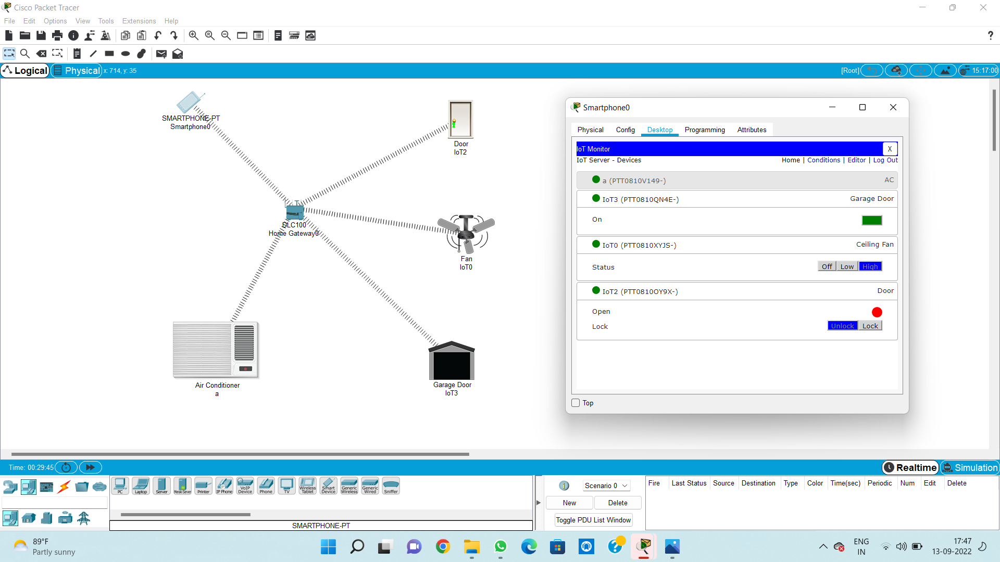 Cisco Packet Tracer
File Edit Options View Tools Extensions Help
?
Logical Physical x: 714, y: 35 [Root] 15:17:00
SMARTPHONE-PT
Smartphone0
Door
IoT2
DLC100
Home Gateway0
Fan
IoT0
Air Conditioner
a
Garage Door
IoT3
Smartphone0
Physical Config Desktop Programming Attributes
IoT Monitor X
IoT Server - Devices Home | Conditions | Editor | Log Out
a (PTT0810V149-) AC
IoT3 (PTT0810QN4E-) Garage Door
On
IoT0 (PTT0810XYJS-) Ceiling Fan
Status Off Low High
IoT2 (PTT0810OY9X-) Door
Open
Lock Unlock Lock
Top
Time: 00:29:45 Realtime Simulation
PC Laptop Server Meraki Server Printer IP Phone VoIP Device Phone TV Wireless Tablet Smart Device Generic Wireless Generic Wired Sniffer
SMARTPHONE-PT
Scenario 0
New Delete
Toggle PDU List Window
Fire Last Status Source Destination Type Color Time(sec) Periodic Num Edit Delete
89°F
Partly sunny
ENG
IN
17:47
13-09-2022